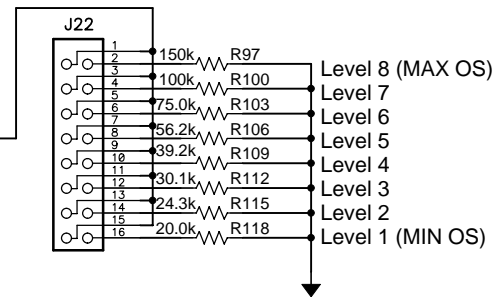 J22
1
2 150k R97 Level 8 (MAX OS)
3
4 100k R100 Level 7
5
6 75.0k R103 Level 6
7
8 56.2k R106 Level 5
9
10 39.2k R109 Level 4
11
12 30.1k R112 Level 3
13
14 24.3k R115 Level 2
15
16 20.0k R118 Level 1 (MIN OS)